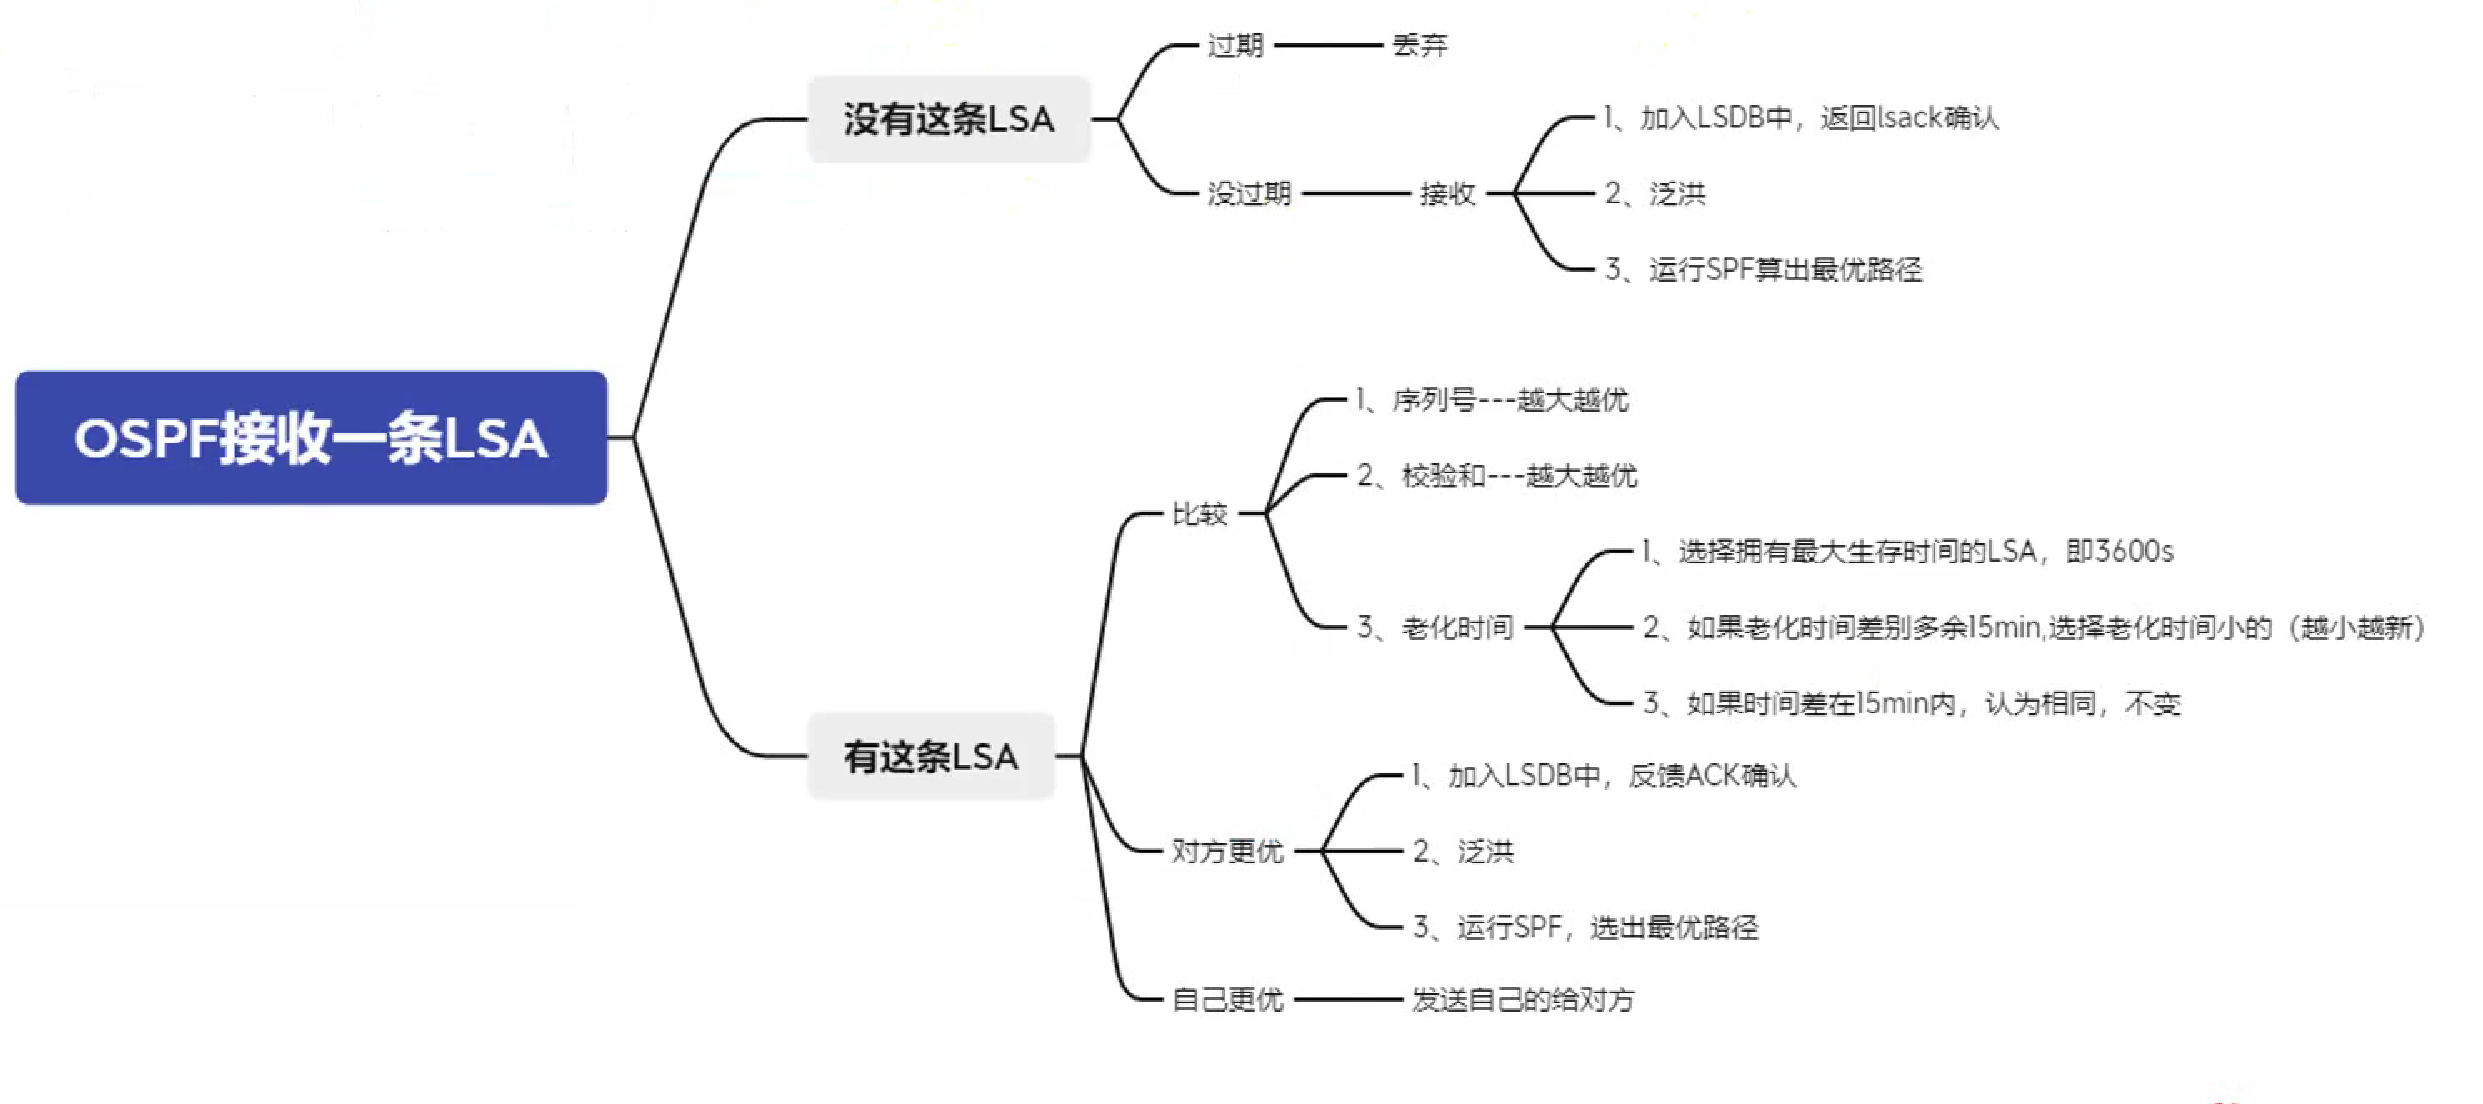 OSPF接收一条LSA
没有这条LSA
过期
丢弃
没过期
接收
1、加入LSDB中，返回lsack确认
2、泛洪
3、运行SPF算出最优路径
有这条LSA
比较
1、序列号---越大越优
2、校验和---越大越优
3、老化时间
1、选择拥有最大生存时间的LSA，即3600s
2、如果老化时间差别多余15min,选择老化时间小的（越小越新）
3、如果时间差在15min内，认为相同，不变
对方更优
1、加入LSDB中，反馈ACK确认
2、泛洪
3、运行SPF，选出最优路径
自己更优
发送自己的给对方